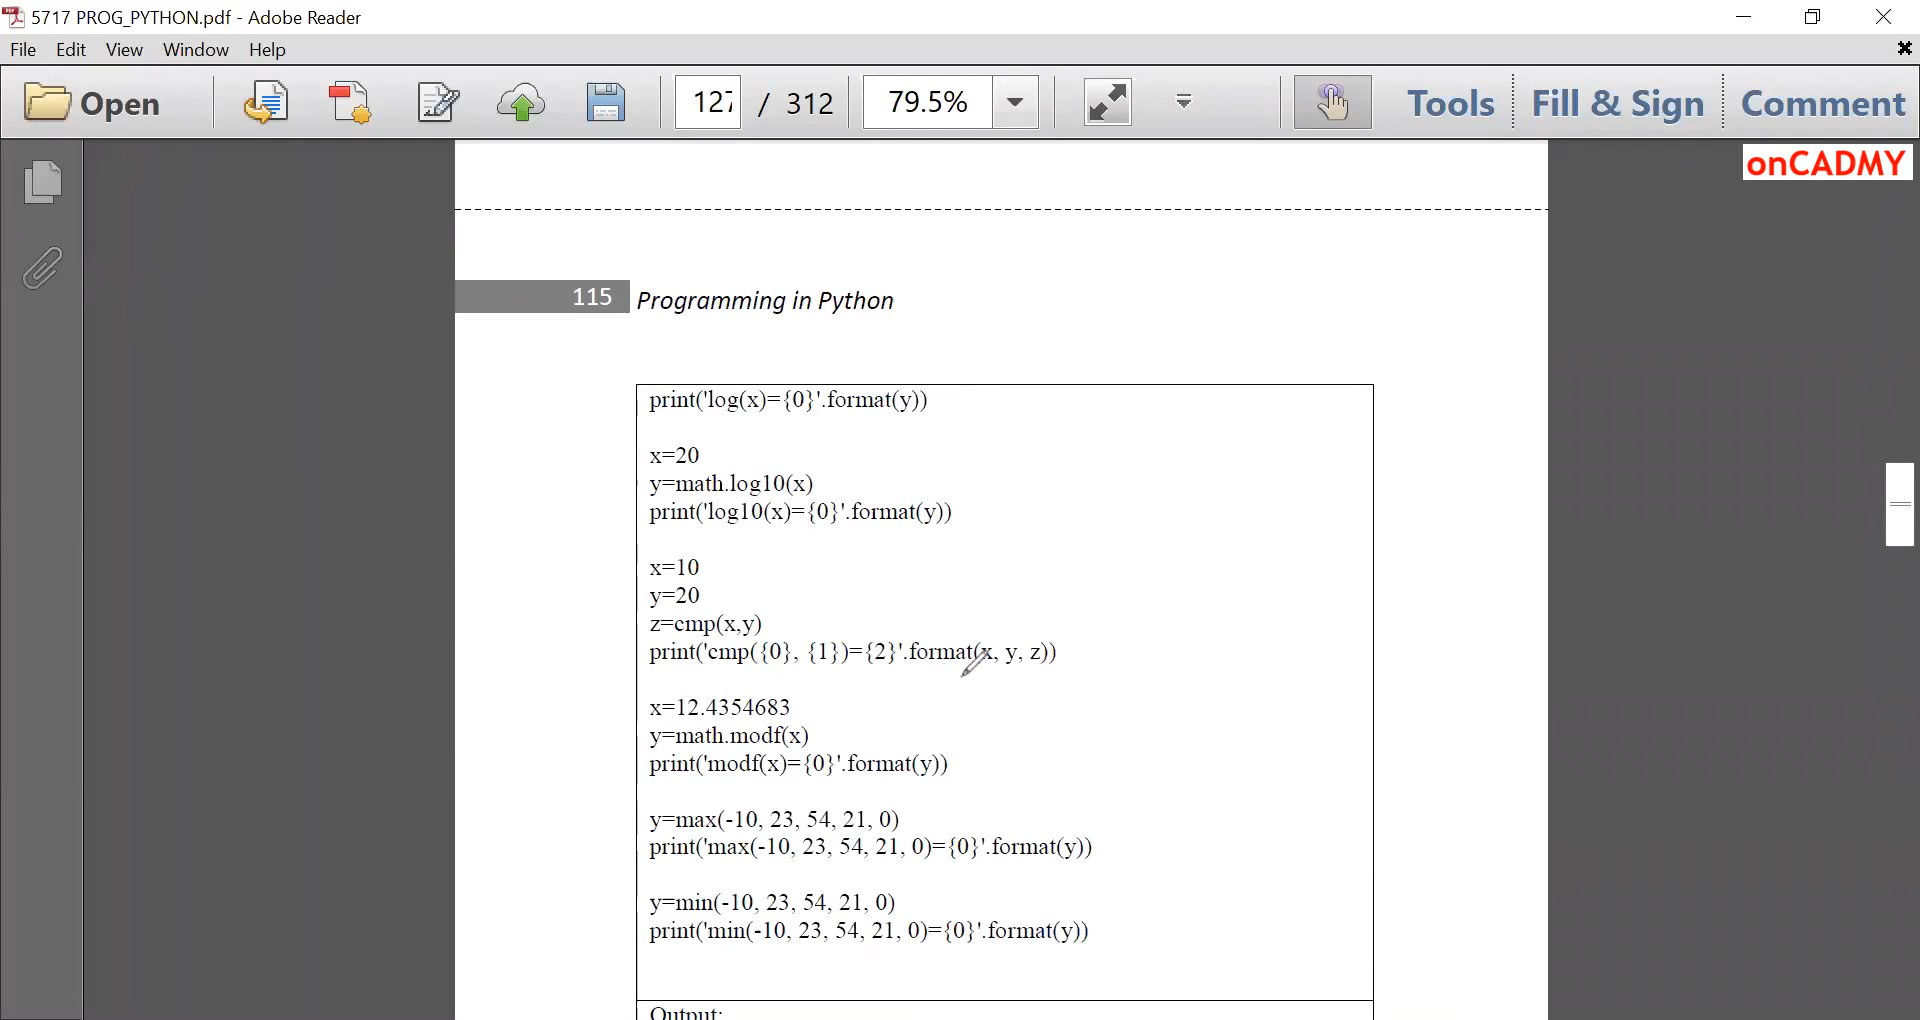 5717 PROG_PYTHON.pdf - Adobe Reader
File Edit View Window Help
Open 127 / 312 79.5% Tools Fill & Sign Comment
onCADMY
115 Programming in Python
print('log(x)={0}'.format(y))
x=20
y=math.log10(x)
print('log10(x)={0}'.format(y))
x=10
y=20
z=cmp(x,y)
print('cmp({0}, {1})={2}'.format(x, y, z))
x=12.4354683
y=math.modf(x)
print('modf(x)={0}'.format(y))
y=max(-10, 23, 54, 21, 0)
print('max(-10, 23, 54, 21, 0)={0}'.format(y))
y=min(-10, 23, 54, 21, 0)
print('min(-10, 23, 54, 21, 0)={0}'.format(y))
Output: